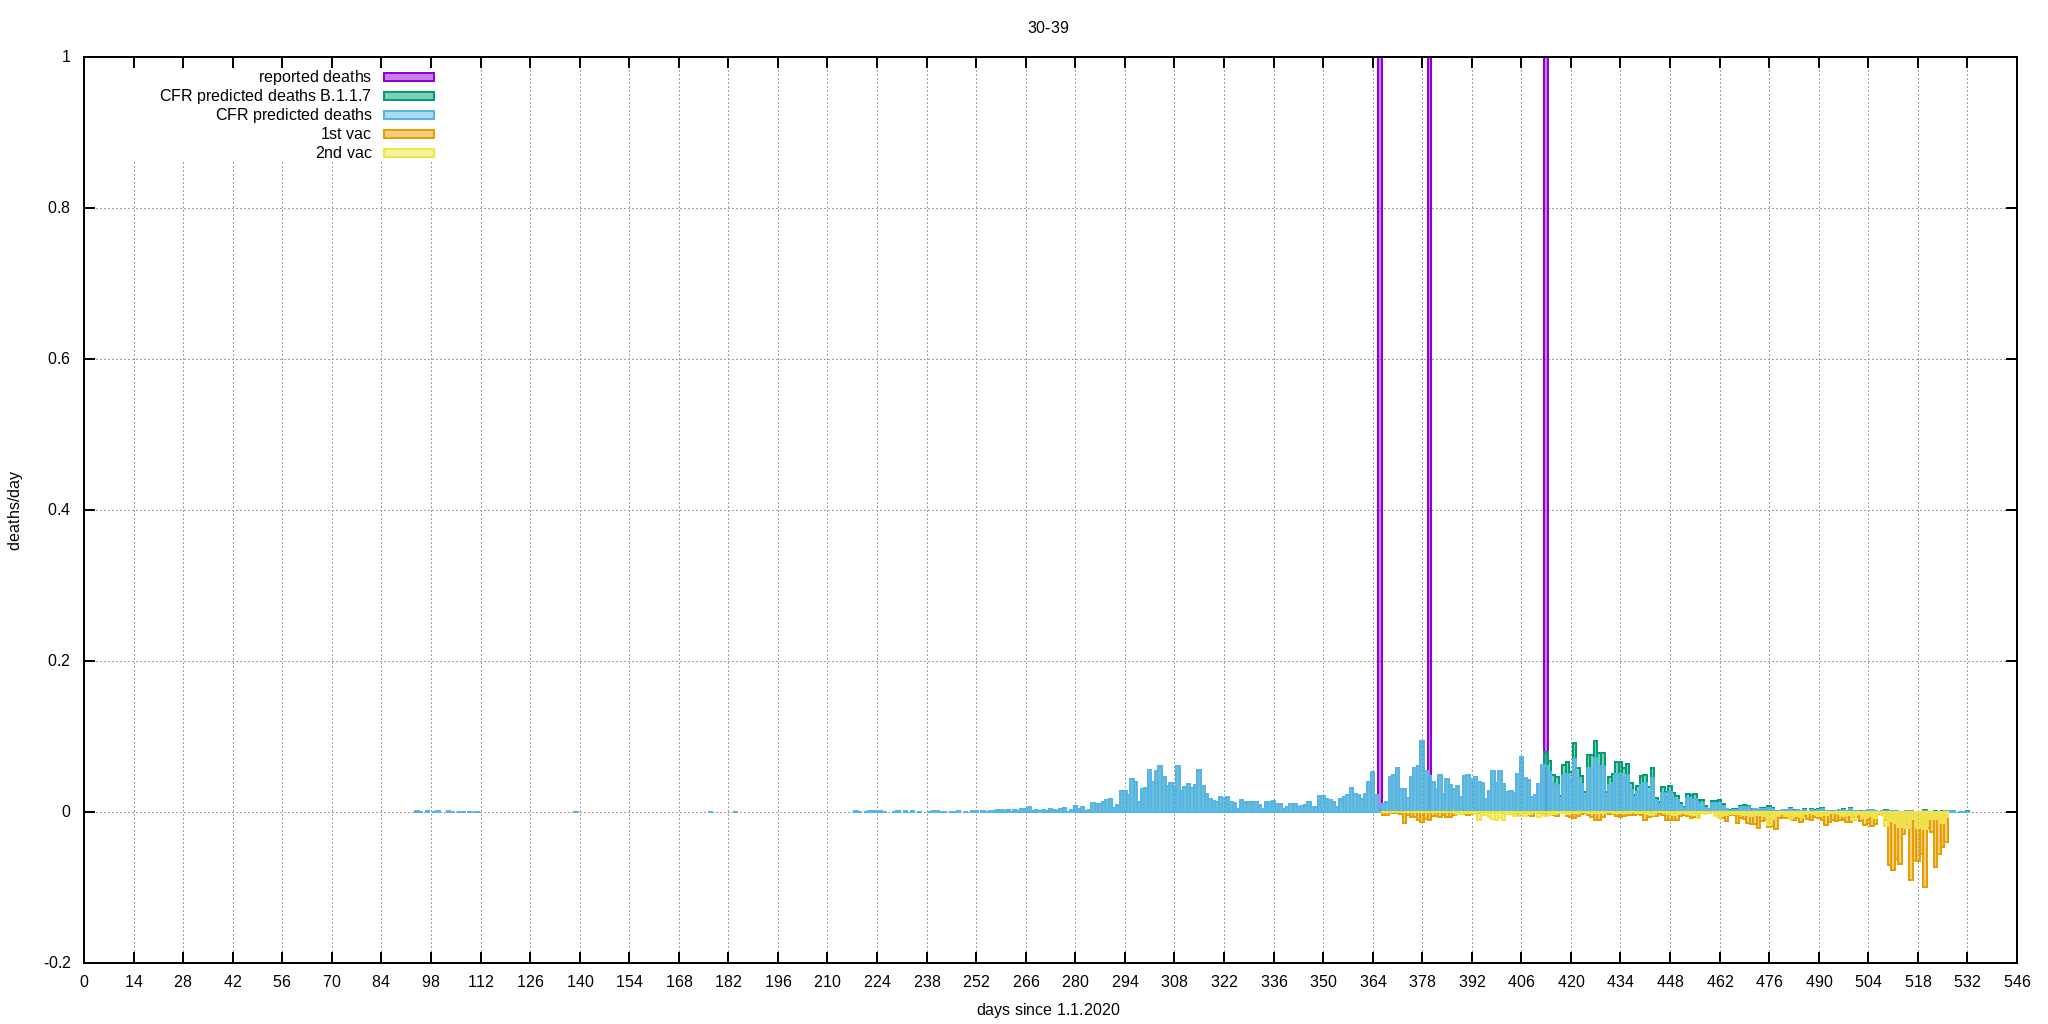 30-39
reported deaths
CFR predicted deaths B.1.1.7
CFR predicted deaths
1st vac
2nd vac
1
0.8
0.6
0.4
0.2
0
-0.2
deaths/day
0 14 28 42 56 70 84 98 112 126 140 154 168 182 196 210 224 238 252 266 280 294 308 322 336 350 364 378 392 406 420 434 448 462 476 490 504 518 532 546
days since 1.1.2020